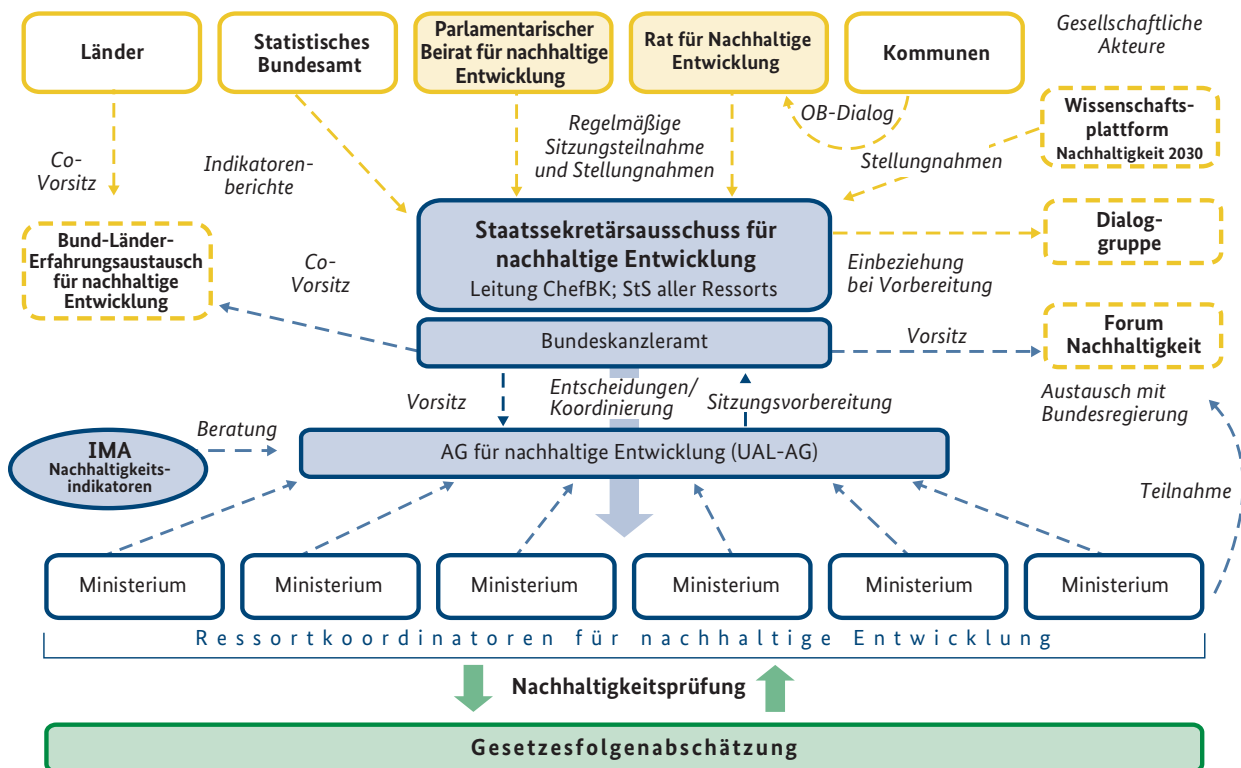 Länder
Statistisches
Bundesamt
Parlamentarischer
Beirat für nachhaltige
Entwicklung
Rat für Nachhaltige
Entwicklung
Kommunen
Gesellschaftliche
Akteure
OB-Dialog
Wissenschafts-
plattform
Nachhaltigkeit 2030
Co-
Vorsitz
Indikatoren-
berichte
Regelmäßige
Sitzungsteilnahme
und Stellungnahmen
Stellungnahmen
Bund-Länder-
Erfahrungsaustausch
für nachhaltige
Entwicklung
Co-
Vorsitz
Staatssekretärsausschuss für
nachhaltige Entwicklung
Leitung ChefBK; StS aller Ressorts
Einbeziehung
bei Vorbereitung
Dialog-
gruppe
Bundeskanzleramt
Vorsitz
Forum
Nachhaltigkeit
Austausch mit
Bundesregierung
Vorsitz
Entscheidungen/
Koordinierung
Sitzungsvorbereitung
IMA
Nachhaltigkeits-
indikatoren
Beratung
AG für nachhaltige Entwicklung (UAL-AG)
Teilnahme
Ministerium
Ministerium
Ministerium
Ministerium
Ministerium
Ministerium
Ressortkoordinatoren für nachhaltige Entwicklung
Nachhaltigkeitsprüfung
Gesetzesfolgenabschätzung